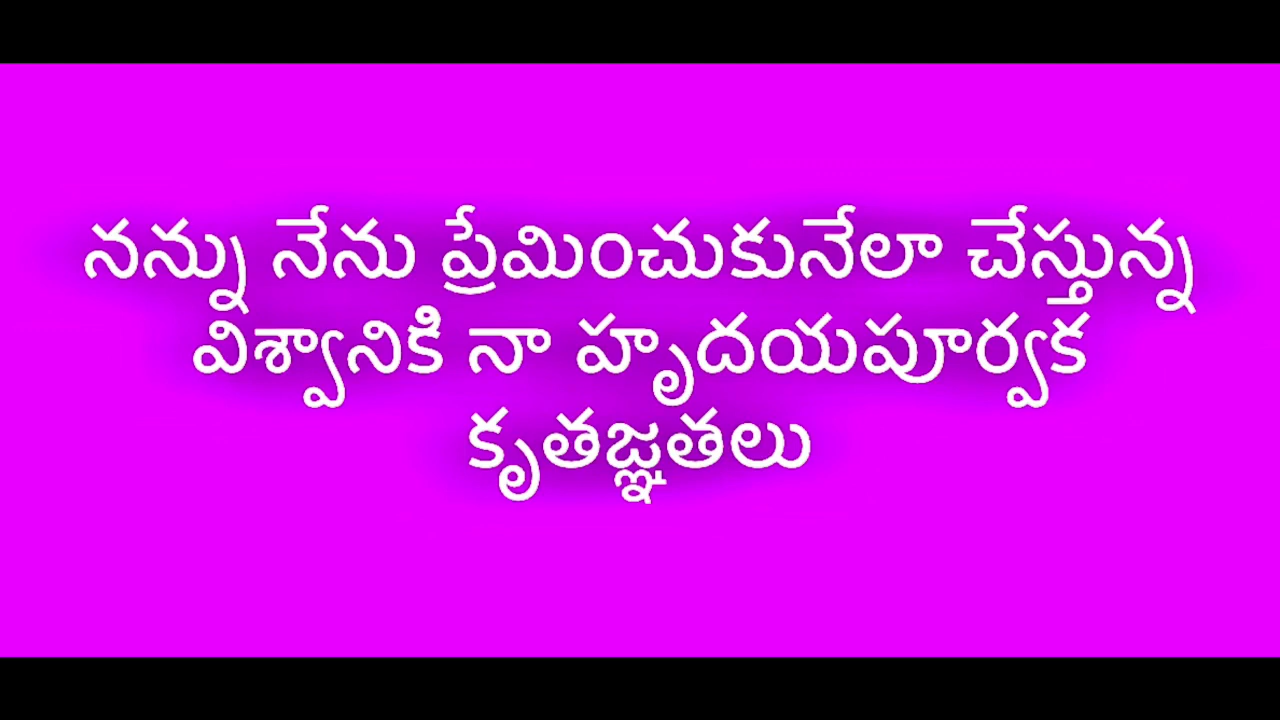 నన్ను నేను ప్రేమించుకునేలా చేస్తున్న
విశ్వానికి నా హృదయపూర్వక
కృతజ్ఞతలు